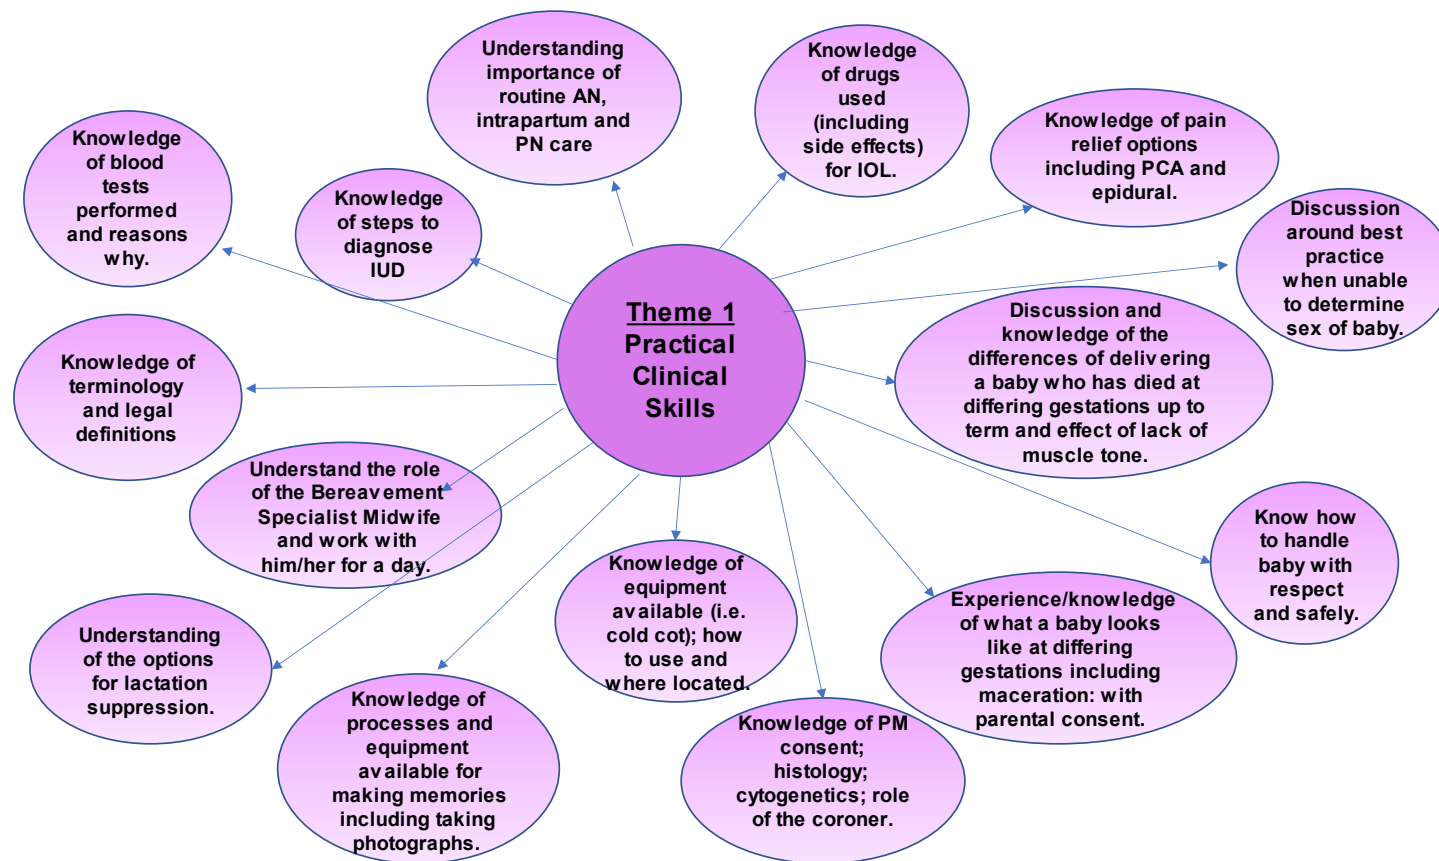 Understanding
importance of
routine AN,
intrapartum and
PN care
Knowledge
of drugs
used
(including
side effects)
for IOL.
Knowledge of pain
relief options
including PCA and
epidural.
Knowledge
of blood
tests
performed
and reasons
why.
Knowledge
of steps to
diagnose
IUD
Discussion
around best
practice
when unable
to determine
sex of baby.
Theme 1
Practical
Clinical
Skills
Discussion and
knowledge of the
differences of delivering
a baby who has died at
differing gestations up to
term and effect of lack of
muscle tone.
Knowledge of
terminology
and legal
definitions
Understand the role
of the Bereavement
Specialist Midwife
and work with
him/her for a day.
Know how
to handle
baby with
respect
and safely.
Knowledge of
equipment
available (i.e.
cold cot); how
to use and
where located.
Experience/knowledge
of what a baby looks
like at differing
gestations including
maceration: with
parental consent.
Understanding
of the options
for lactation
suppression.
Knowledge of
processes and
equipment
available for
making memories
including taking
photographs.
Knowledge of PM
consent;
histology;
cytogenetics; role
of the coroner.